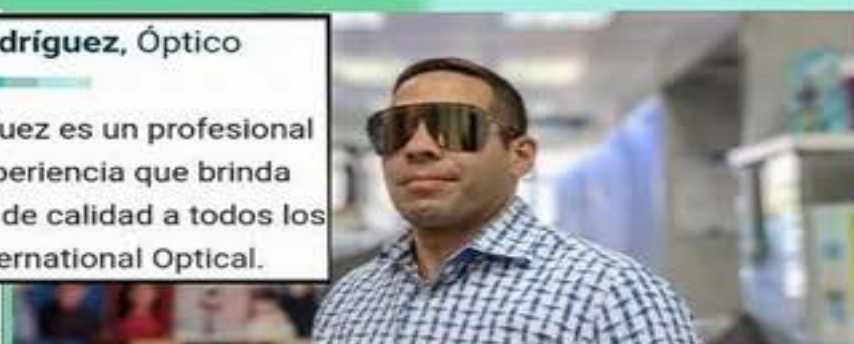 dríguez, Óptico
uez es un profesional
periencia que brinda
de calidad a todos los
ernational Optical.